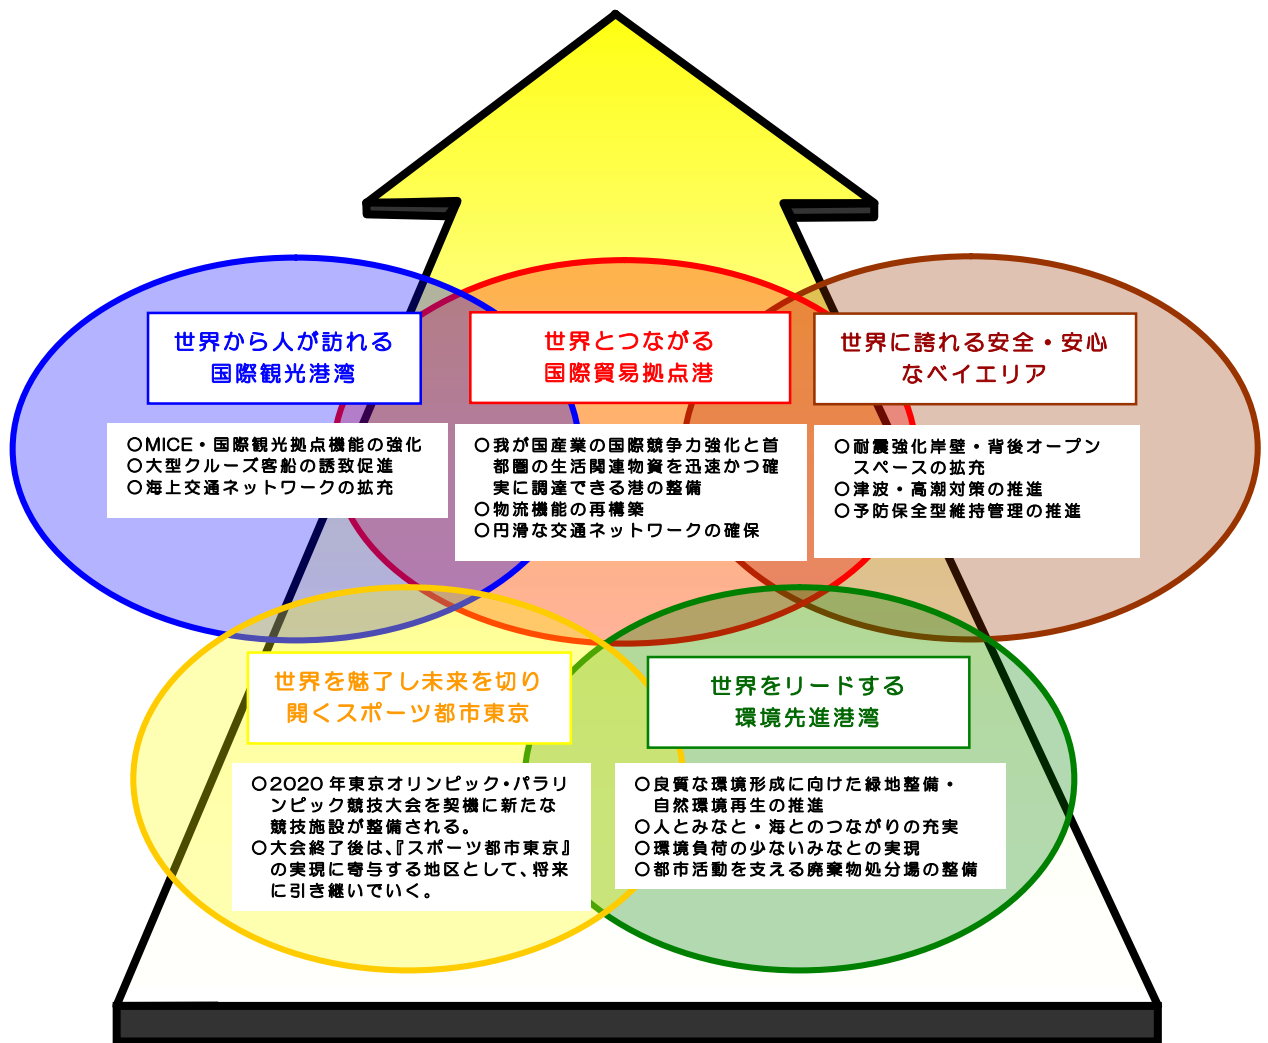 世界から人が訪れる
国際観光港湾
○MICE・国際観光拠点機能の強化
○大型クルーズ客船の誘致促進
○海上交通ネットワークの拡充
世界とつながる
国際貿易拠点港
○我が国産業の国際競争力強化と首
都圏の生活関連物資を迅速かつ確
実に調達できる港の整備
○物流機能の再構築
○円滑な交通ネットワークの確保
世界に誇れる安全・安心
なベイエリア
○耐震強化岸壁・背後オープン
スペースの拡充
○津波・高潮対策の推進
○予防保全型維持管理の推進
世界を魅了し未来を切り
開くスポーツ都市東京
○2020年東京オリンピック・パラリ
ンピック競技大会を契機に新たな
競技施設が整備される。
○大会終了後は、『スポーツ都市東京』
の実現に寄与する地区として、将来
に引き継いでいく。
世界をリードする
環境先進港湾
○良質な環境形成に向けた緑地整備・
自然環境再生の推進
○人とみなと・海とのつながりの充実
○環境負荷の少ないみなとの実現
○都市活動を支える廃棄物処分場の整備